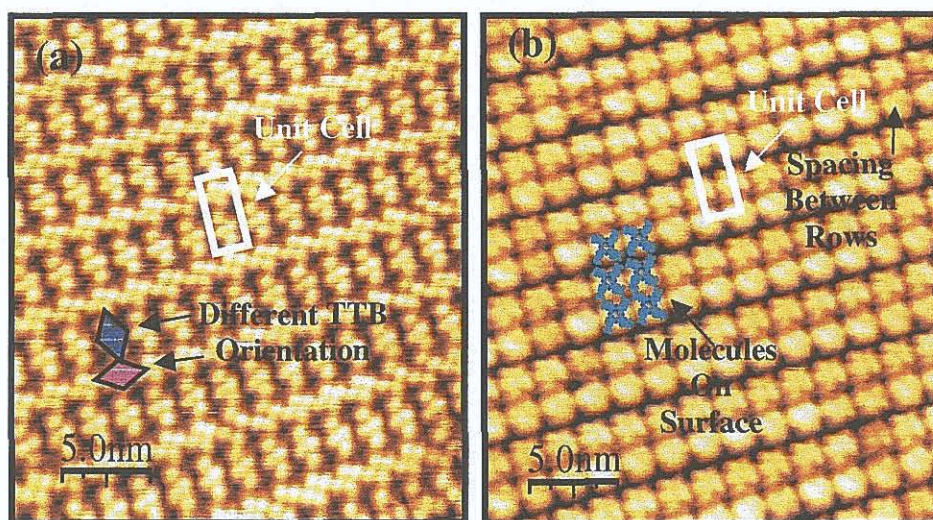 (a)
Unit Cell
Different TTB
Orientation
5.0nm
(b)
Unit Cell
Spacing
Between
Rows
Molecules
On
Surface
5.0nm